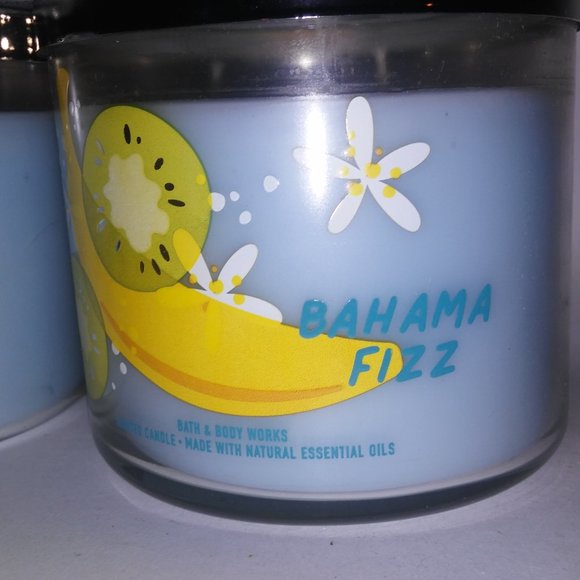 BAHAMA
FIZZ
BATH & BODY WORKS
CANDLE • MADE WITH NATURAL ESSENTIAL OILS